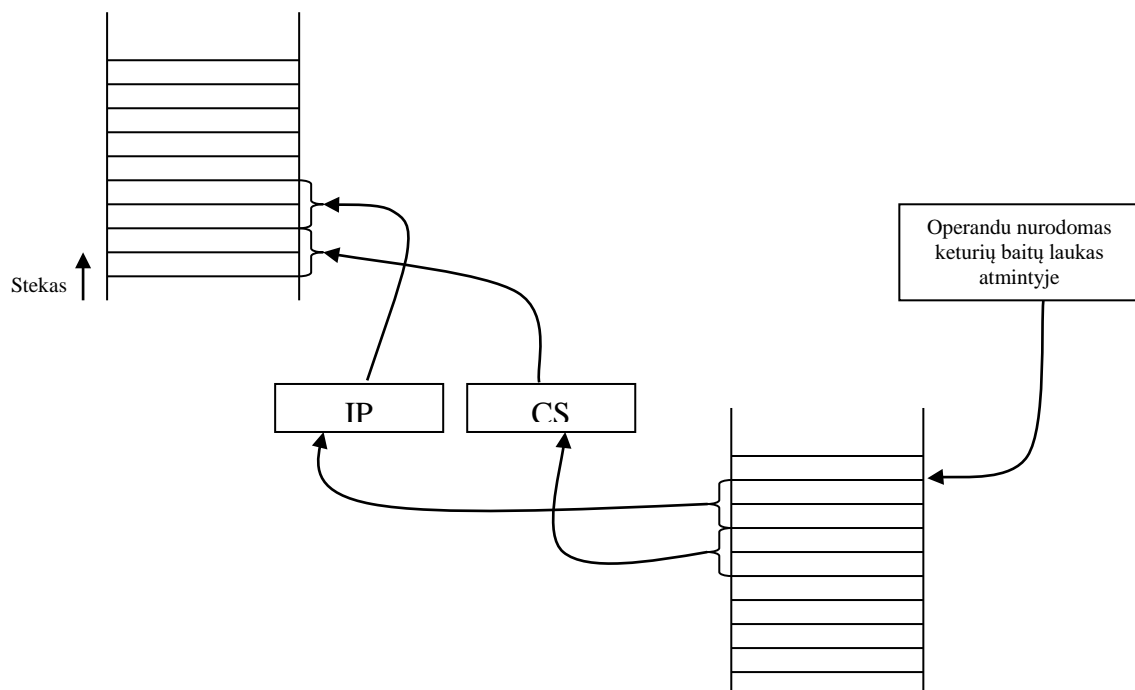 Operandu nurodomas
keturių baitų laukas
atmintyje
Stekas
IP
CS